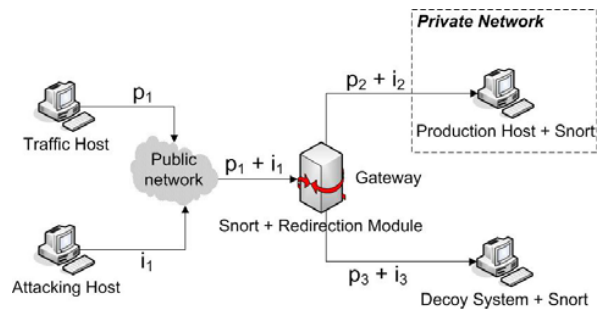 Private Network
p1
p2 + i2
Traffic Host
Production Host + Snort
Public
network
p1 + i1
Gateway
Snort + Redirection Module
i1
p3 + i3
Attacking Host
Decoy System + Snort